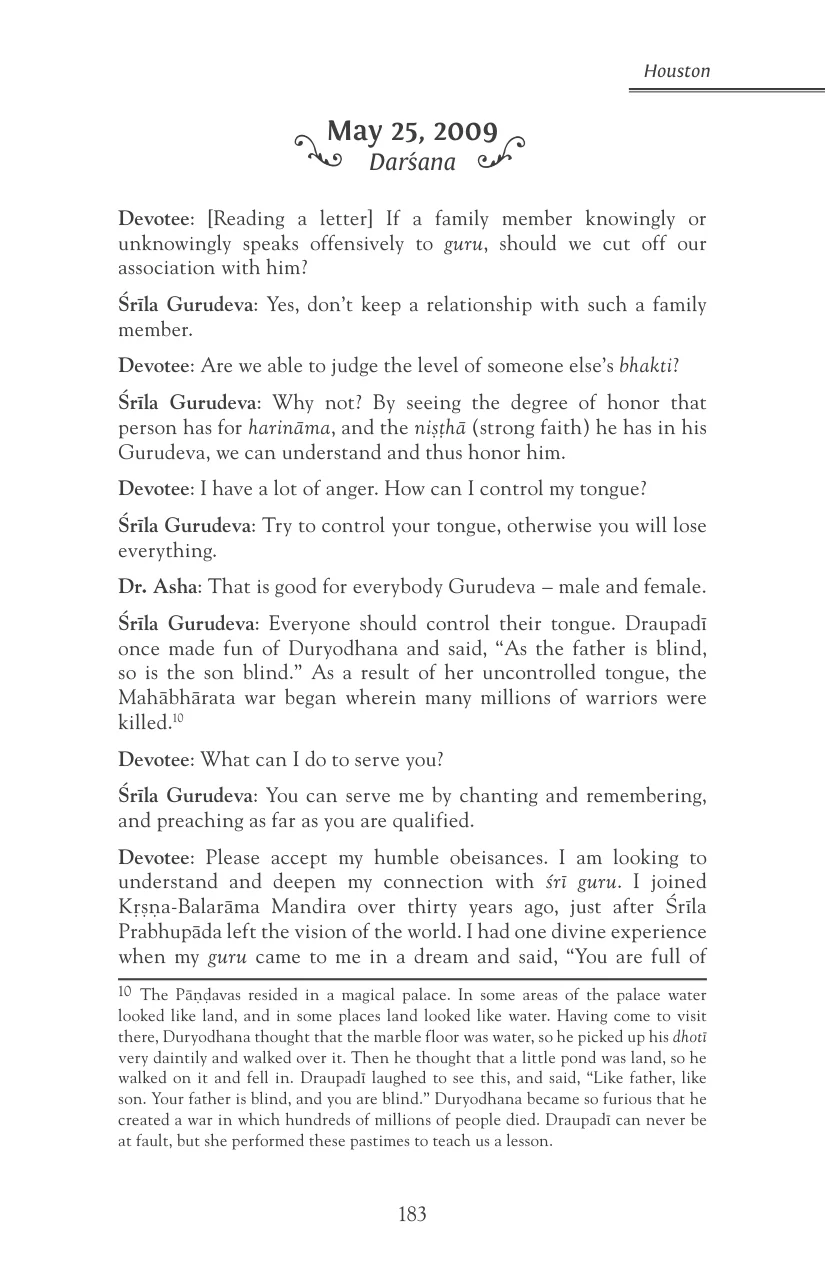 Houston
May 25, 2009
Darśana
Devotee: [Reading a letter] If a family member knowingly or
unknowingly speaks offensively to guru, should we cut off our
association with him?
Śrīla Gurudeva: Yes, don’t keep a relationship with such a family
member.
Devotee: Are we able to judge the level of someone else’s bhakti?
Śrīla Gurudeva: Why not? By seeing the degree of honor that
person has for harināma, and the niṣṭhā (strong faith) he has in his
Gurudeva, we can understand and thus honor him.
Devotee: I have a lot of anger. How can I control my tongue?
Śrīla Gurudeva: Try to control your tongue, otherwise you will lose
everything.
Dr. Asha: That is good for everybody Gurudeva – male and female.
Śrīla Gurudeva: Everyone should control their tongue. Draupadī
once made fun of Duryodhana and said, “As the father is blind,
so is the son blind.” As a result of her uncontrolled tongue, the
Mahābhārata war began wherein many millions of warriors were
killed.10
Devotee: What can I do to serve you?
Śrīla Gurudeva: You can serve me by chanting and remembering,
and preaching as far as you are qualified.
Devotee: Please accept my humble obeisances. I am looking to
understand and deepen my connection with śrī guru. I joined
Kṛṣṇa-Balarāma Mandira over thirty years ago, just after Śrīla
Prabhupāda left the vision of the world. I had one divine experience
when my guru came to me in a dream and said, “You are full of
10 The Pāṇḍavas resided in a magical palace. In some areas of the palace water
looked like land, and in some places land looked like water. Having come to visit
there, Duryodhana thought that the marble floor was water, so he picked up his dhotī
very daintily and walked over it. Then he thought that a little pond was land, so he
walked on it and fell in. Draupadī laughed to see this, and said, “Like father, like
son. Your father is blind, and you are blind.” Duryodhana became so furious that he
created a war in which hundreds of millions of people died. Draupadī can never be
at fault, but she performed these pastimes to teach us a lesson.
183